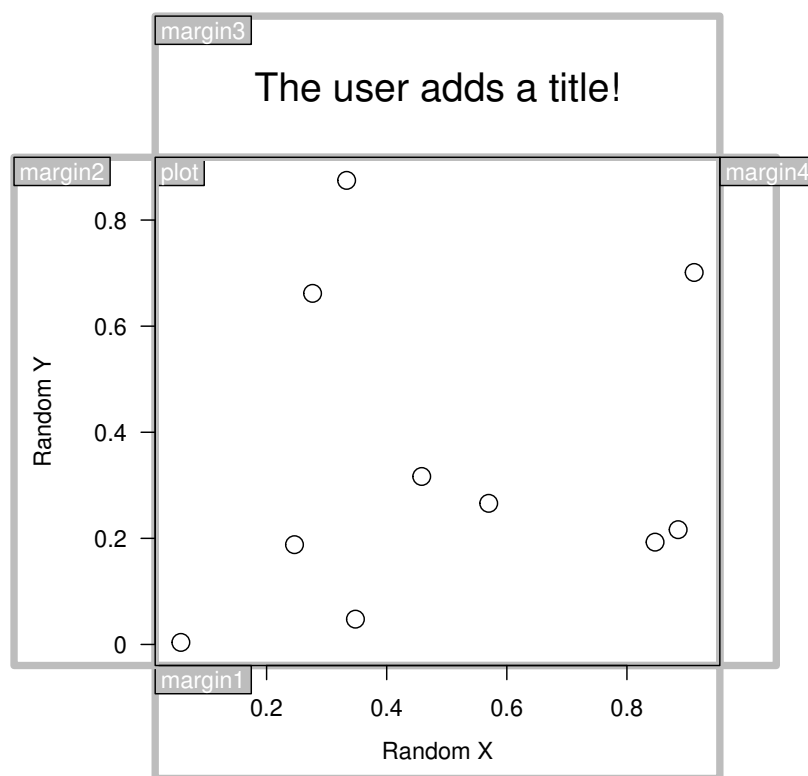 margin3
The user adds a title!
margin2
plot
margin4
0.8
0.6
0.4
0.2
0
Random Y
margin1
0.2 0.4 0.6 0.8
Random X